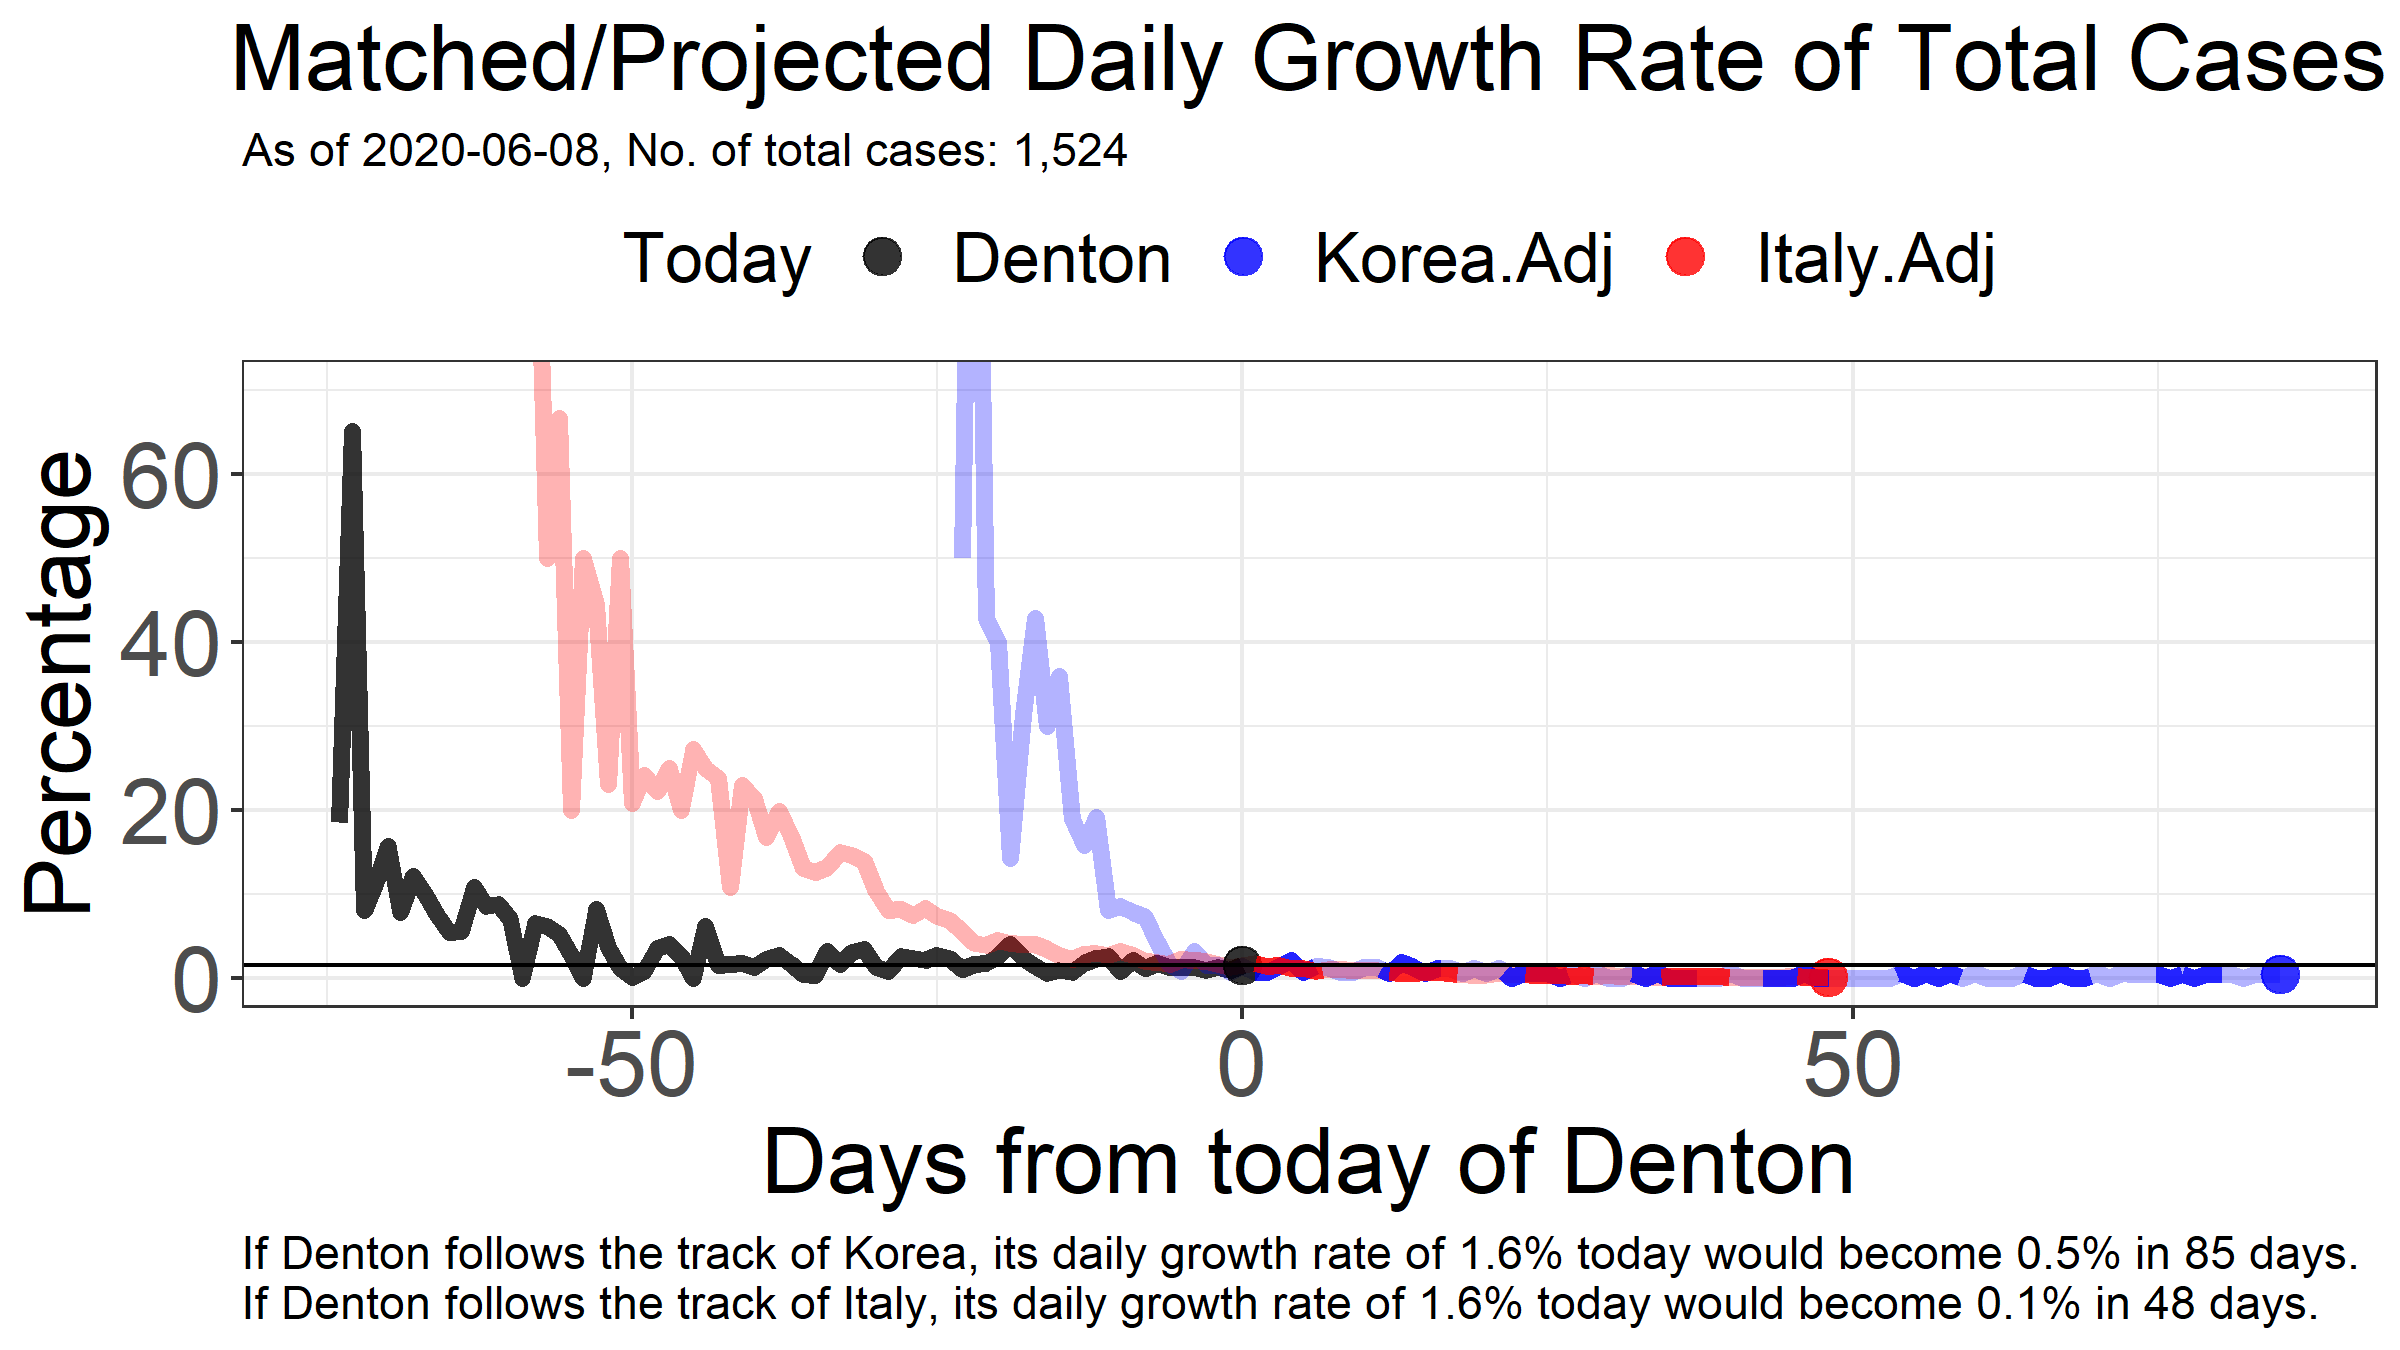 Matched/Projected Daily Growth Rate of Total Cases
As of 2020-06-08, No. of total cases: 1,524
Today Denton Korea.Adj Italy.Adj
Percentage
60
40
20
0
-50 0 50
Days from today of Denton
If Denton follows the track of Korea, its daily growth rate of 1.6% today would become 0.5% in 85 days.
If Denton follows the track of Italy, its daily growth rate of 1.6% today would become 0.1% in 48 days.